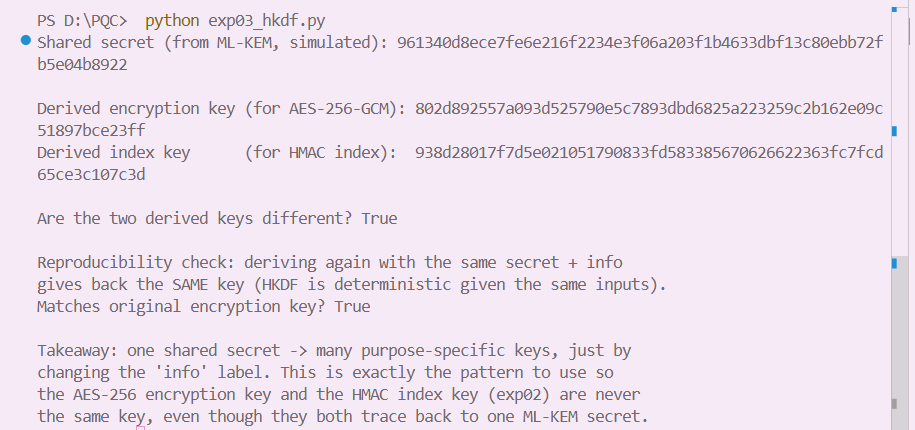 PS D:\PQC>  python exp03_hkdf.py
Shared secret (from ML-KEM, simulated): 961340d8ece7fe6e216f2234e3f06a203f1b4633dbf13c80ebb72f
b5e04b8922
Derived encryption key (for AES-256-GCM): 802d892557a093d525790e5c7893dbd6825a223259c2b162e09c
51897bce23ff
Derived index key      (for HMAC index):  938d28017f7d5e021051790833fd583385670626622363fc7fcd
65ce3c107c3d
Are the two derived keys different? True
Reproducibility check: deriving again with the same secret + info
gives back the SAME key (HKDF is deterministic given the same inputs).
Matches original encryption key? True
Takeaway: one shared secret -> many purpose-specific keys, just by
changing the 'info' label. This is exactly the pattern to use so
the AES-256 encryption key and the HMAC index key (exp02) are never
the same key, even though they both trace back to one ML-KEM secret.